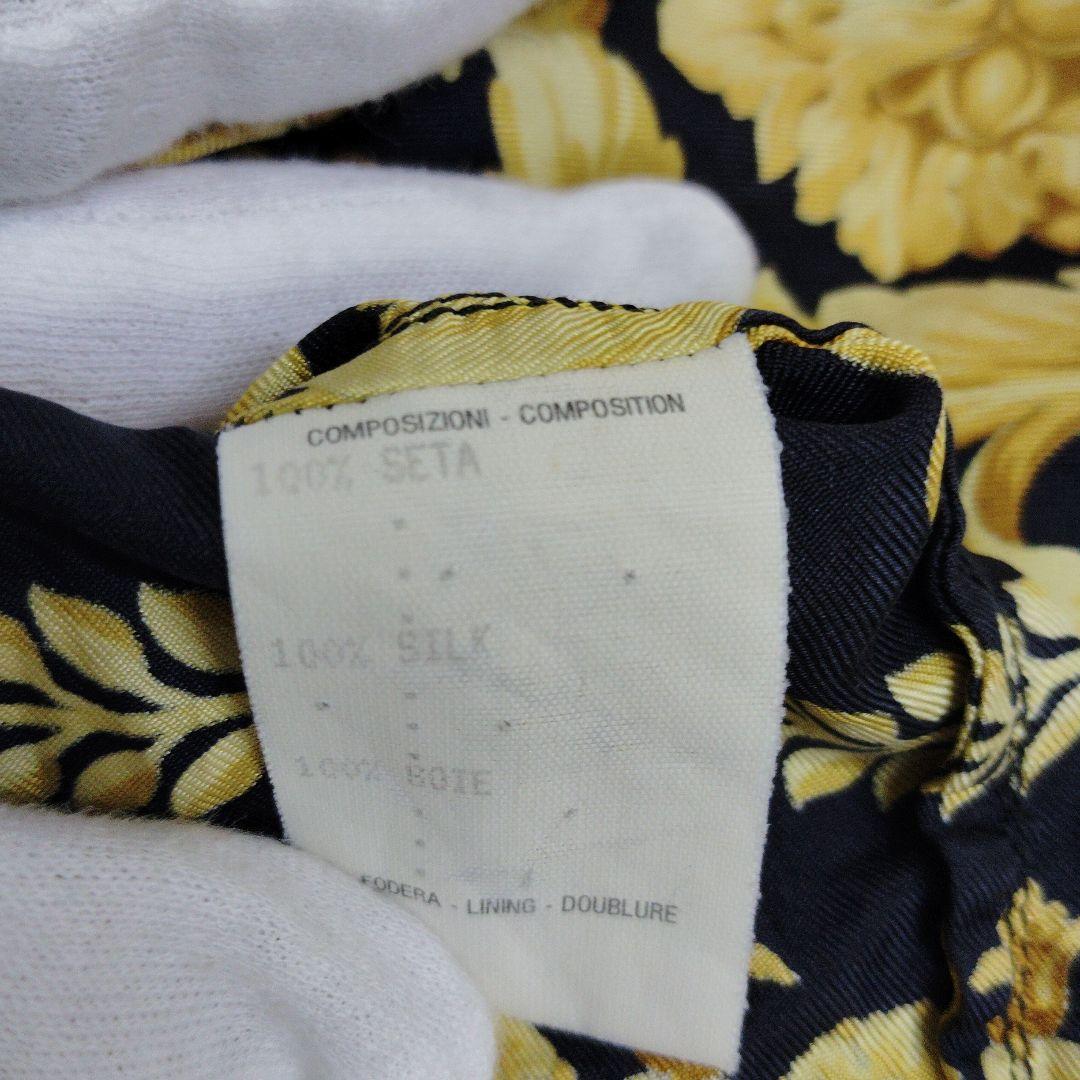 COMPOSIZIONI - COMPOSITION
100% SETA
100% SILK
100% SOIE
FODERA - LINING - DOUBLURE